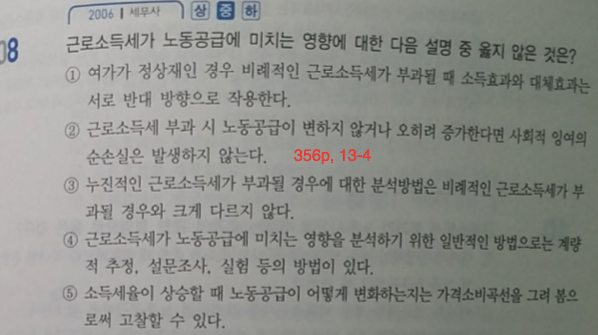 2006 | 세무사 상 중 하
08 근로소득세가 노동공급에 미치는 영향에 대한 다음 설명 중 옳지 않은 것은?
① 여가가 정상재인 경우 비례적인 근로소득세가 부과될 때 소득효과와 대체효과는
서로 반대 방향으로 작용한다.
② 근로소득세 부과 시 노동공급이 변하지 않거나 오히려 증가한다면 사회적 잉여의
순손실은 발생하지 않는다. 356p, 13-4
③ 누진적인 근로소득세가 부과될 경우에 대한 분석방법은 비례적인 근로소득세가 부
과될 경우와 크게 다르지 않다.
④ 근로소득세가 노동공급에 미치는 영향을 분석하기 위한 일반적인 방법으로는 계량
적 추정, 설문조사, 실험 등의 방법이 있다.
⑤ 소득세율이 상승할 때 노동공급이 어떻게 변화하는지는 가격소비곡선을 그려 봄으
로써 고찰할 수 있다.